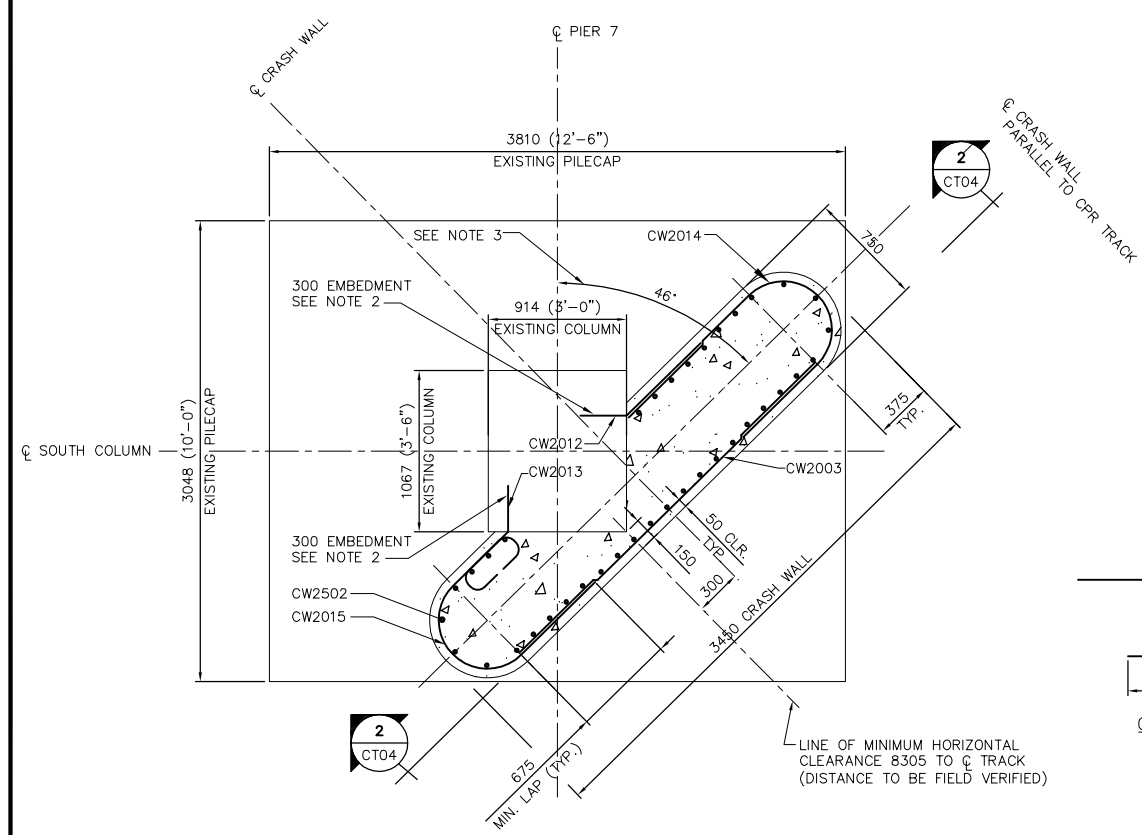 ℄ PIER 7
℄ CRASH WALL
℄ CRASH WALL
PARALLEL TO CPR TRACK
3810 (12'-6")
EXISTING PILECAP
2
CT04
SEE NOTE 3
CW2014
750
300 EMBEDMENT
SEE NOTE 2
46°
914 (3'-0")
EXISTING COLUMN
375
TYP.
℄ SOUTH COLUMN
3048 (10'-0")
EXISTING PILECAP
1067 (3'-6")
EXISTING COLUMN
CW2012
CW2013
CW2003
50 CLR.
TYP
150
300
300 EMBEDMENT
SEE NOTE 2
3450 CRASH WALL
CW2502
CW2015
2
CT04
675
MIN. LAP (TYP.)
LINE OF MINIMUM HORIZONTAL
CLEARANCE 8305 TO ℄ TRACK
(DISTANCE TO BE FIELD VERIFIED)